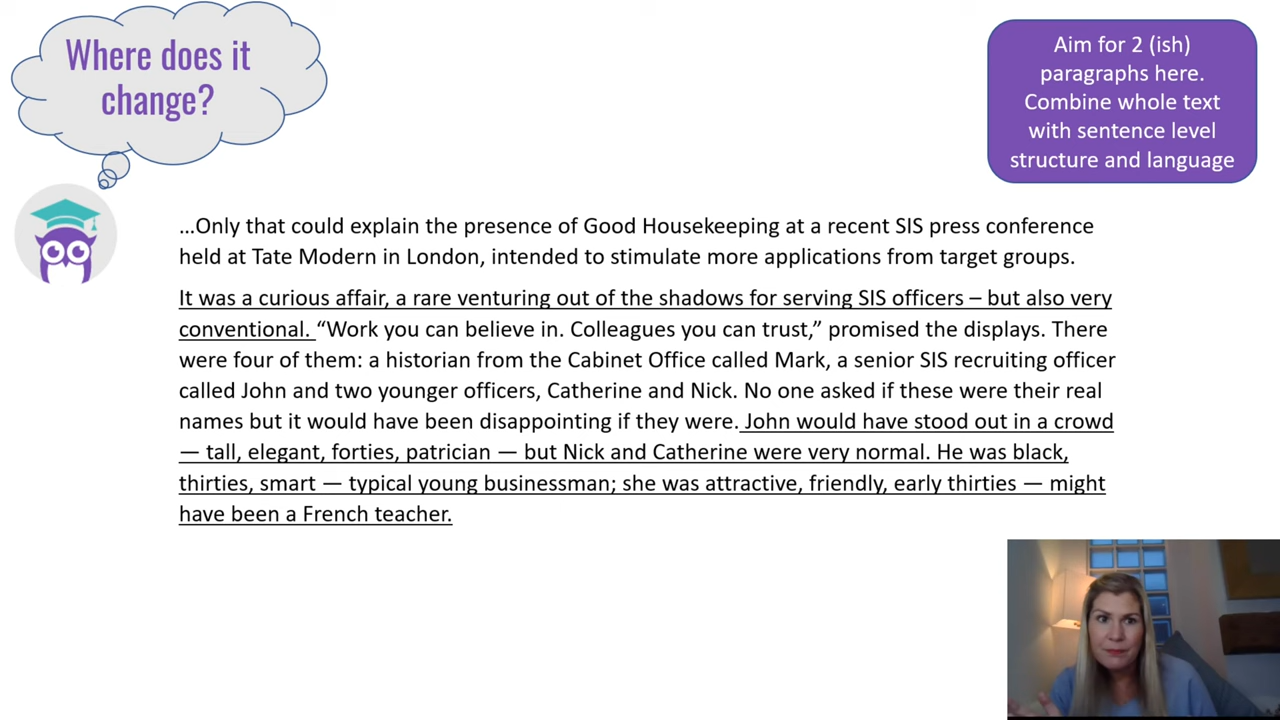 Where does it
change?
Aim for 2 (ish)
paragraphs here.
Combine whole text
with sentence level
structure and language
…Only that could explain the presence of Good Housekeeping at a recent SIS press conference
held at Tate Modern in London, intended to stimulate more applications from target groups.
It was a curious affair, a rare venturing out of the shadows for serving SIS officers – but also very
conventional. “Work you can believe in. Colleagues you can trust,” promised the displays. There
were four of them: a historian from the Cabinet Office called Mark, a senior SIS recruiting officer
called John and two younger officers, Catherine and Nick. No one asked if these were their real
names but it would have been disappointing if they were. John would have stood out in a crowd
— tall, elegant, forties, patrician — but Nick and Catherine were very normal. He was black,
thirties, smart — typical young businessman; she was attractive, friendly, early thirties — might
have been a French teacher.